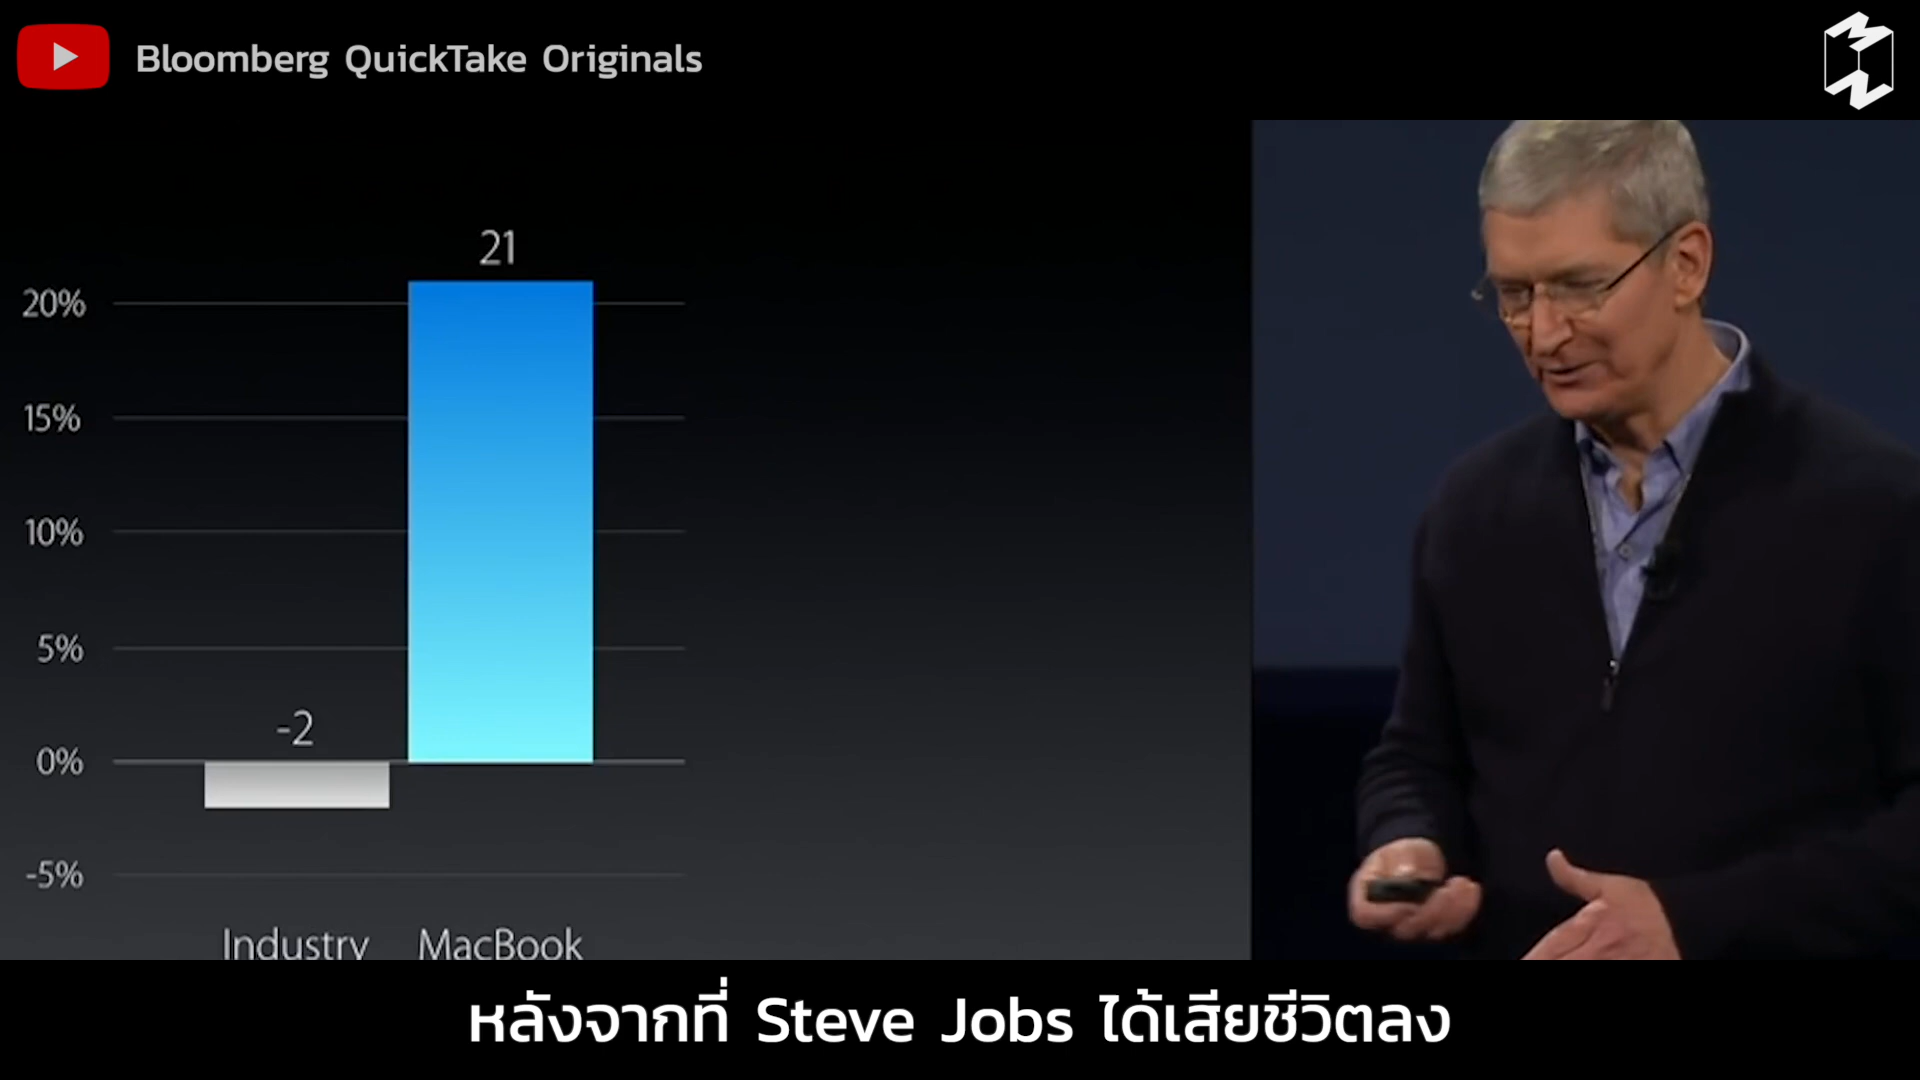 Bloomberg QuickTake Originals
21
20%
15%
10%
5%
-2
0%
-5%
Industry MacBook
หลังจากที่ Steve Jobs ได้เสียชีวิตลง